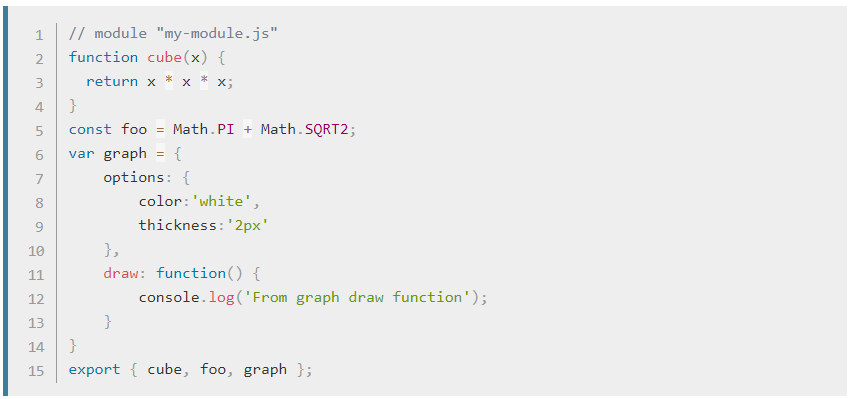 1 // module "my-module.js"
2 function cube(x) {
3   return x * x * x;
4 }
5 const foo = Math.PI + Math.SQRT2;
6 var graph = {
7     options: {
8         color:'white',
9         thickness:'2px'
10     },
11     draw: function() {
12         console.log('From graph draw function');
13     }
14 }
15 export { cube, foo, graph };